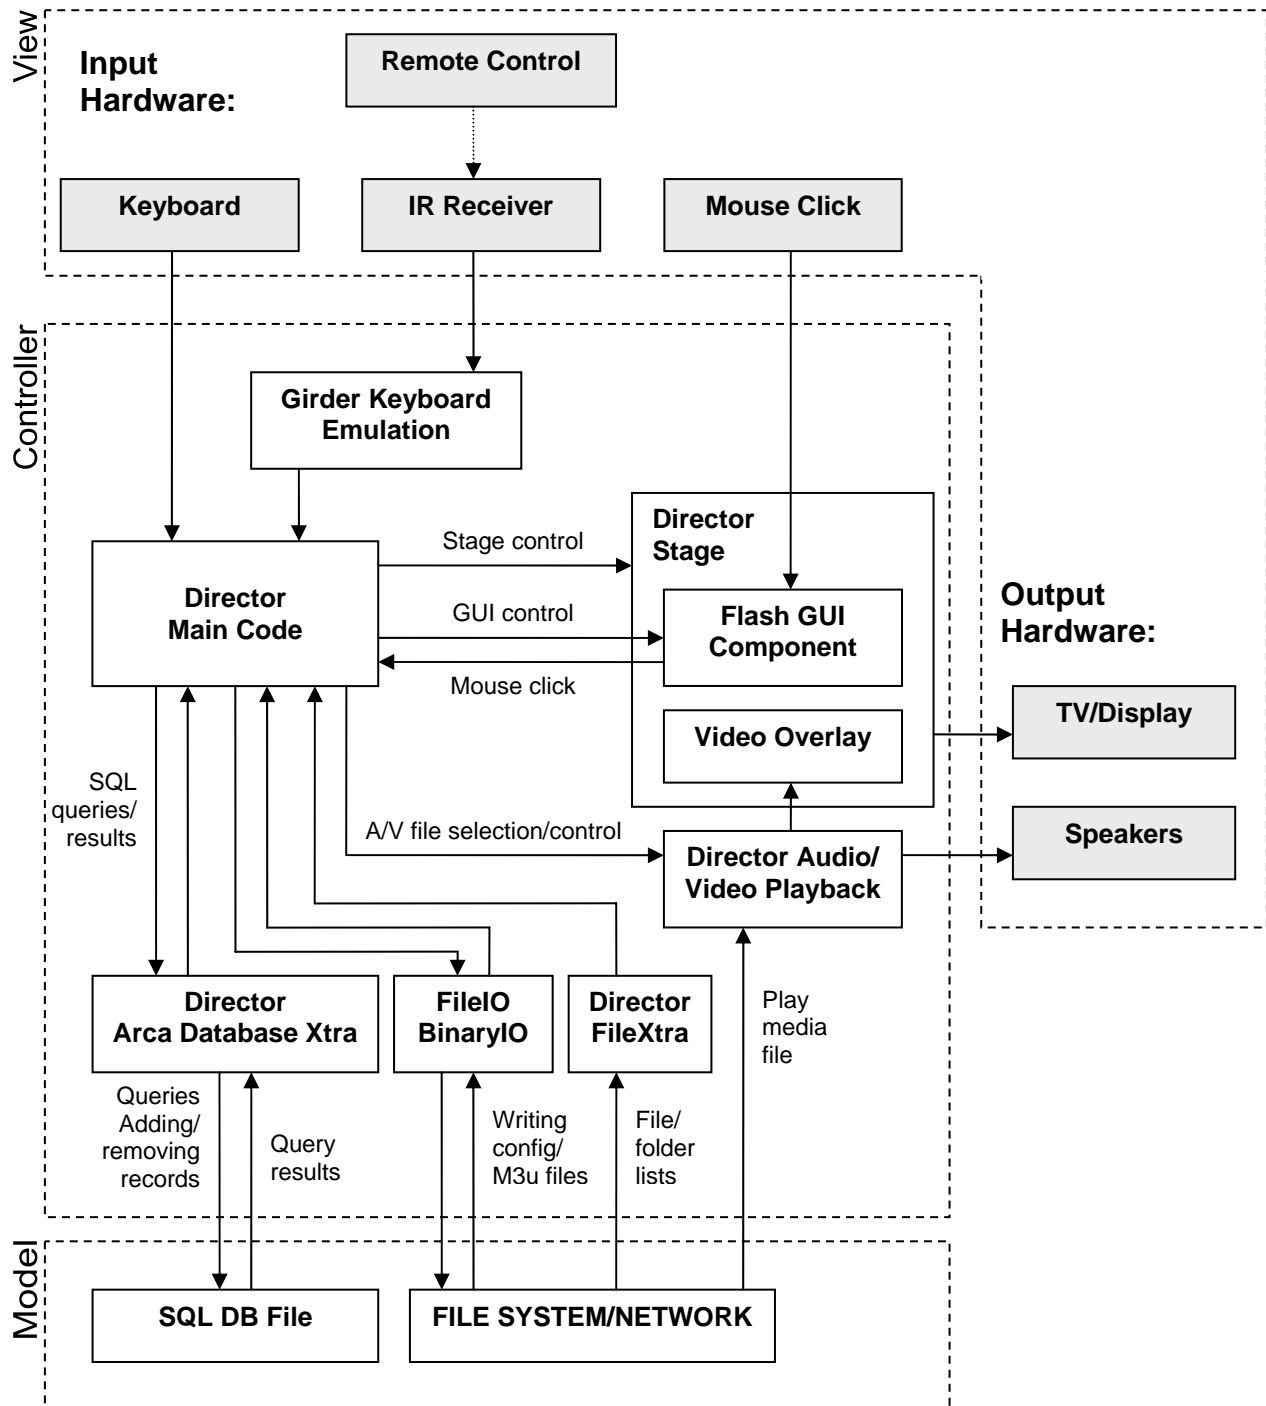 View
Input
Hardware:
Remote Control
Keyboard
IR Receiver
Mouse Click
Controller
Girder Keyboard
Emulation
Director
Stage
Stage control
Director
Main Code
GUI control
Flash GUI
Component
Mouse click
Output
Hardware:
TV/Display
Video Overlay
SQL
queries/
results
A/V file selection/control
Speakers
Director Audio/
Video Playback
Director
Arca Database Xtra
FileIO
BinaryIO
Director
FileXtra
Play
media
file
Queries
Adding/
removing
records
Query
results
Writing
config/
M3u files
File/
folder
lists
Model
SQL DB File
FILE SYSTEM/NETWORK